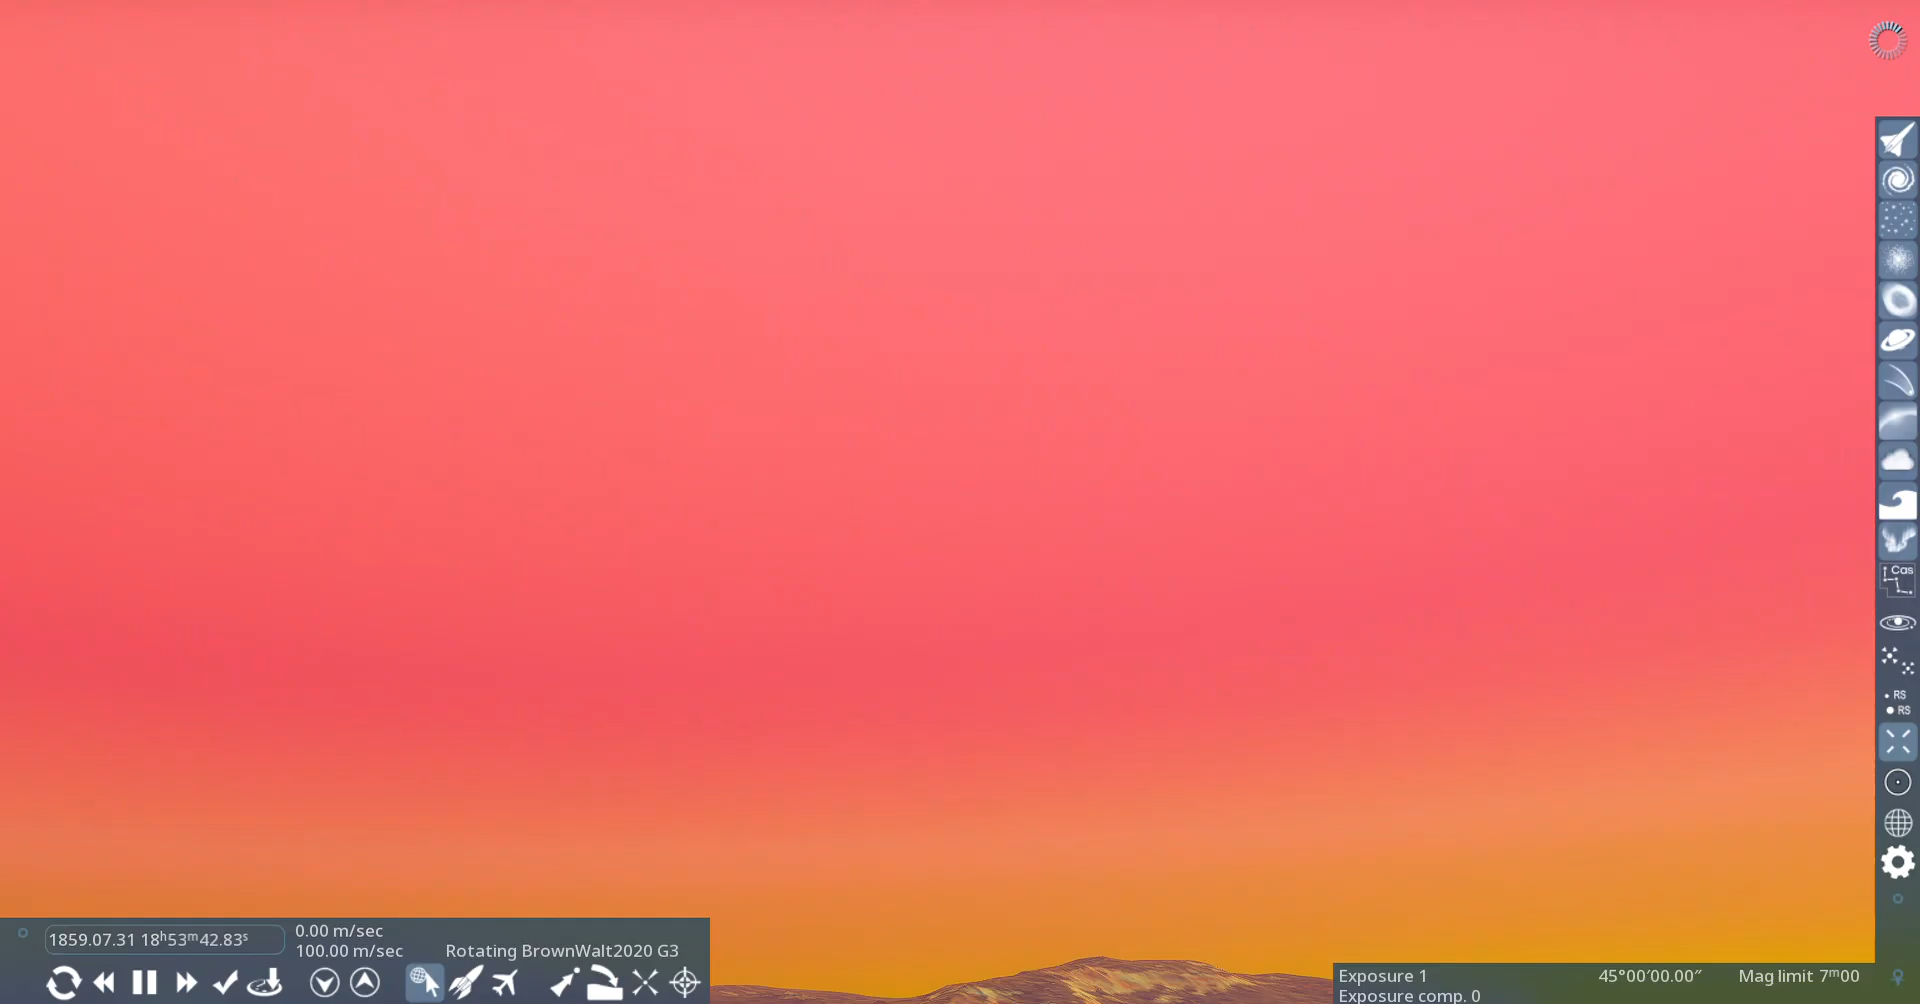 Cas
RS
RS
1859.07.31 18ʰ53ᵐ42.83ˢ
0.00 m/sec
100.00 m/sec
Rotating BrownWalt2020 G3
Exposure 1
45°00′00.00″
Mag limit 7ᵐ00
Exposure comp. 0